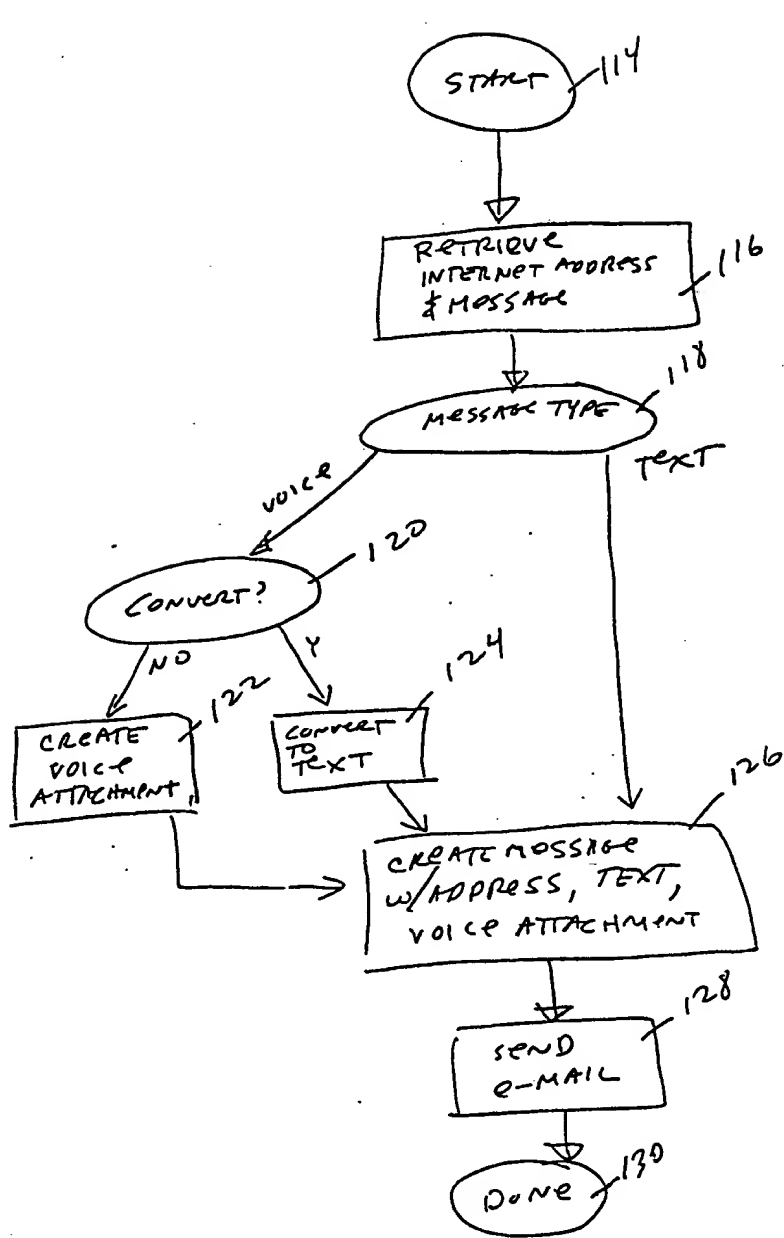 START
114
RETRIEVE
INTERNET ADDRESS
& MESSAGE
116
MESSAGE TYPE
118
VOICE
TEXT
CONVERT?
120
NO
Y
CREATE
VOICE
ATTACHMENT
122
CONVERT
TO
TEXT
124
CREATE MESSAGE
W/ADDRESS, TEXT,
VOICE ATTACHMENT
126
SEND
e-MAIL
128
DONE
130